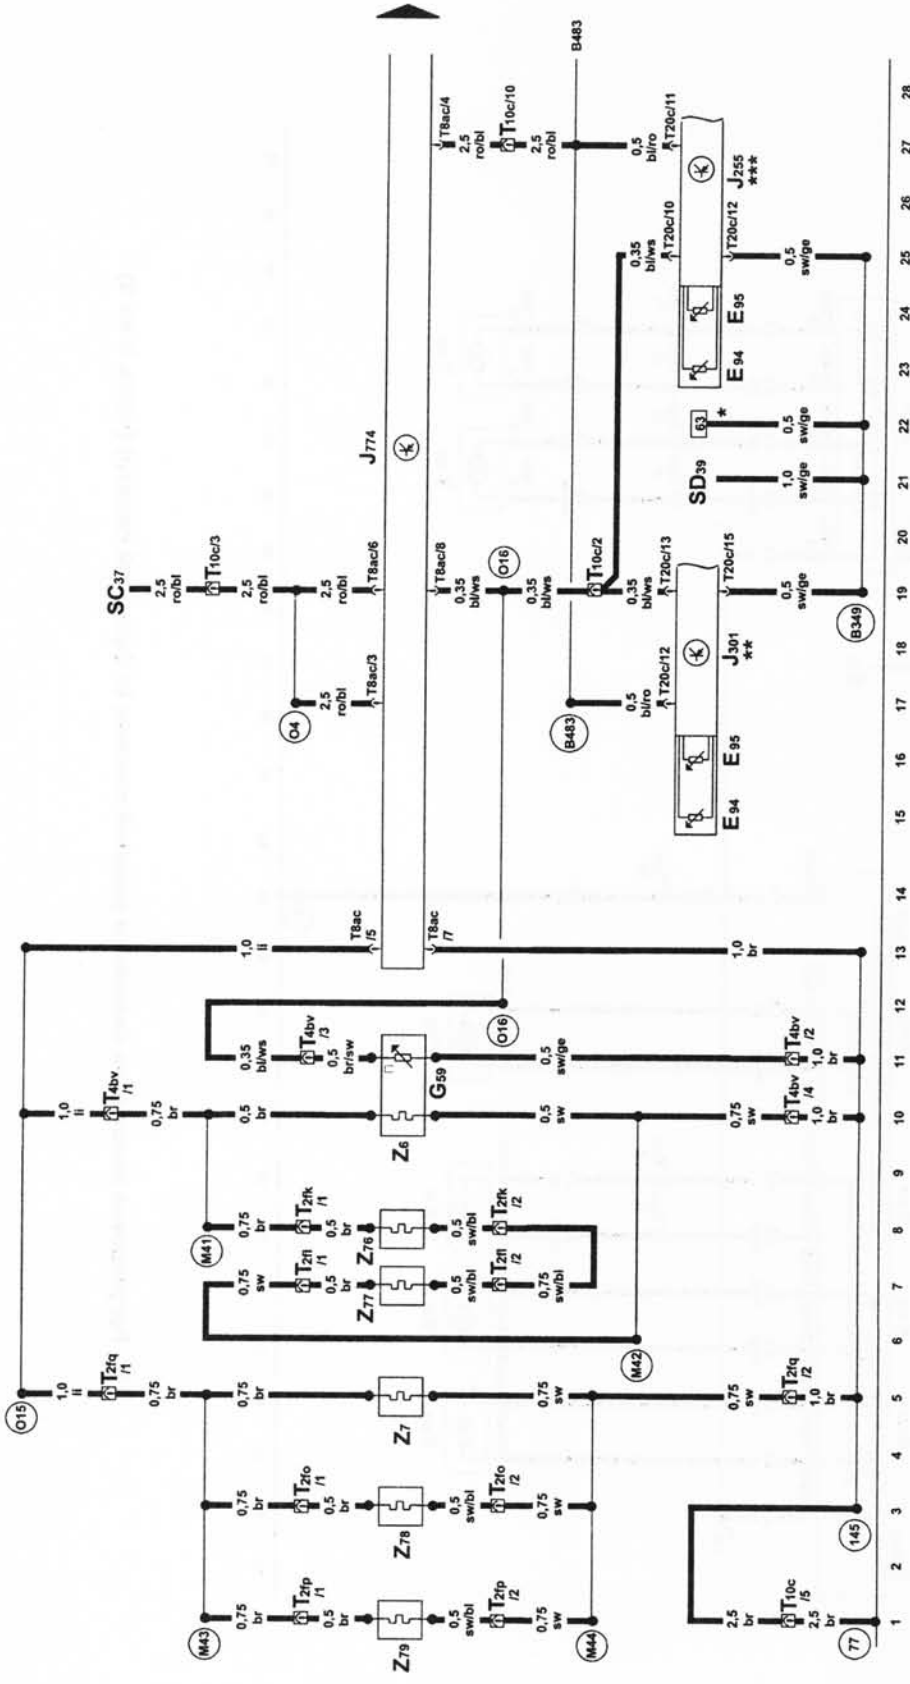 O15
1,0 li
1,0 li
T2fq/1
T4bv/1
SC37
0,75 br
0,75 br
2,5 ro/bl
M43
M41
T10c/3
0,75 br
0,75 br
0,75 br
0,75 sw
0,75 br
0,5 br
0,35 bl/ws
1,0 li
2,5 ro/bl
T2fp/1
T2fo/1
T2fl/1
T2fk/1
T4bv/3
O4
0,5 br
0,5 br
0,5 br
0,5 br
0,5 br/sw
2,5 ro/bl
2,5 ro/bl
T8ac/5
T8ac/3
T8ac/6
J774
Z79
Z78
Z7
Z77
Z76
Z6
G59
T8ac/7
T8ac/8
T8ac/4
0,5 sw/bl
0,5 sw/bl
0,5 sw/bl
0,5 sw/bl
0,35 bl/ws
2,5 ro/bl
T2fp/2
T2fo/2
T2fl/2
T2fk/2
O16
O16
T10c/10
0,75 sw
0,75 sw
0,75 sw
0,75 sw/bl
0,5 sw
0,5 sw/ge
0,35 bl/ws
2,5 ro/bl
M44
M42
B483
B483
T10c/2
0,5 bl/ro
0,35 bl/ws
0,35 bl/ws
0,5 bl/ro
T20c/12
T20c/13
T20c/10
T20c/11
E94
E95
J301
**
SD39
63
*
E94
E95
J255
***
T20c/15
T20c/12
2,5 br
0,75 sw
0,75 sw
1,0 br
0,5 sw/ge
1,0 sw/ge
0,5 sw/ge
0,5 sw/ge
T10c/5
T2fq/2
T4bv/4
T4bv/2
2,5 br
1,0 br
1,0 br
1,0 br
77
145
B349
1 2 3 4 5 6 7 8 9 10 11 12 13 14 15 16 17 18 19 20 21 22 23 24 25 26 27 28